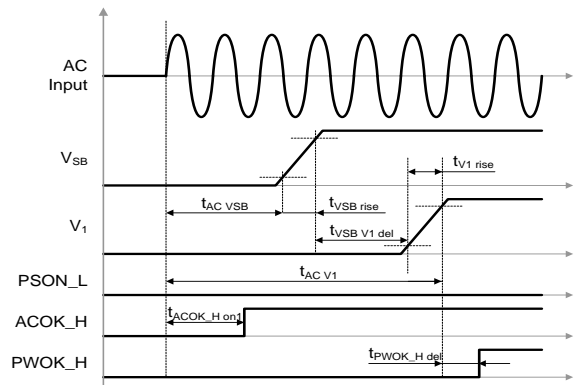 AC
Input
VSB
tV1 rise
tAC VSB
tVSB rise
V1
tVSB V1 del
tAC V1
PSON_L
tACOK_H on1
ACOK_H
tPWOK_H del
PWOK_H